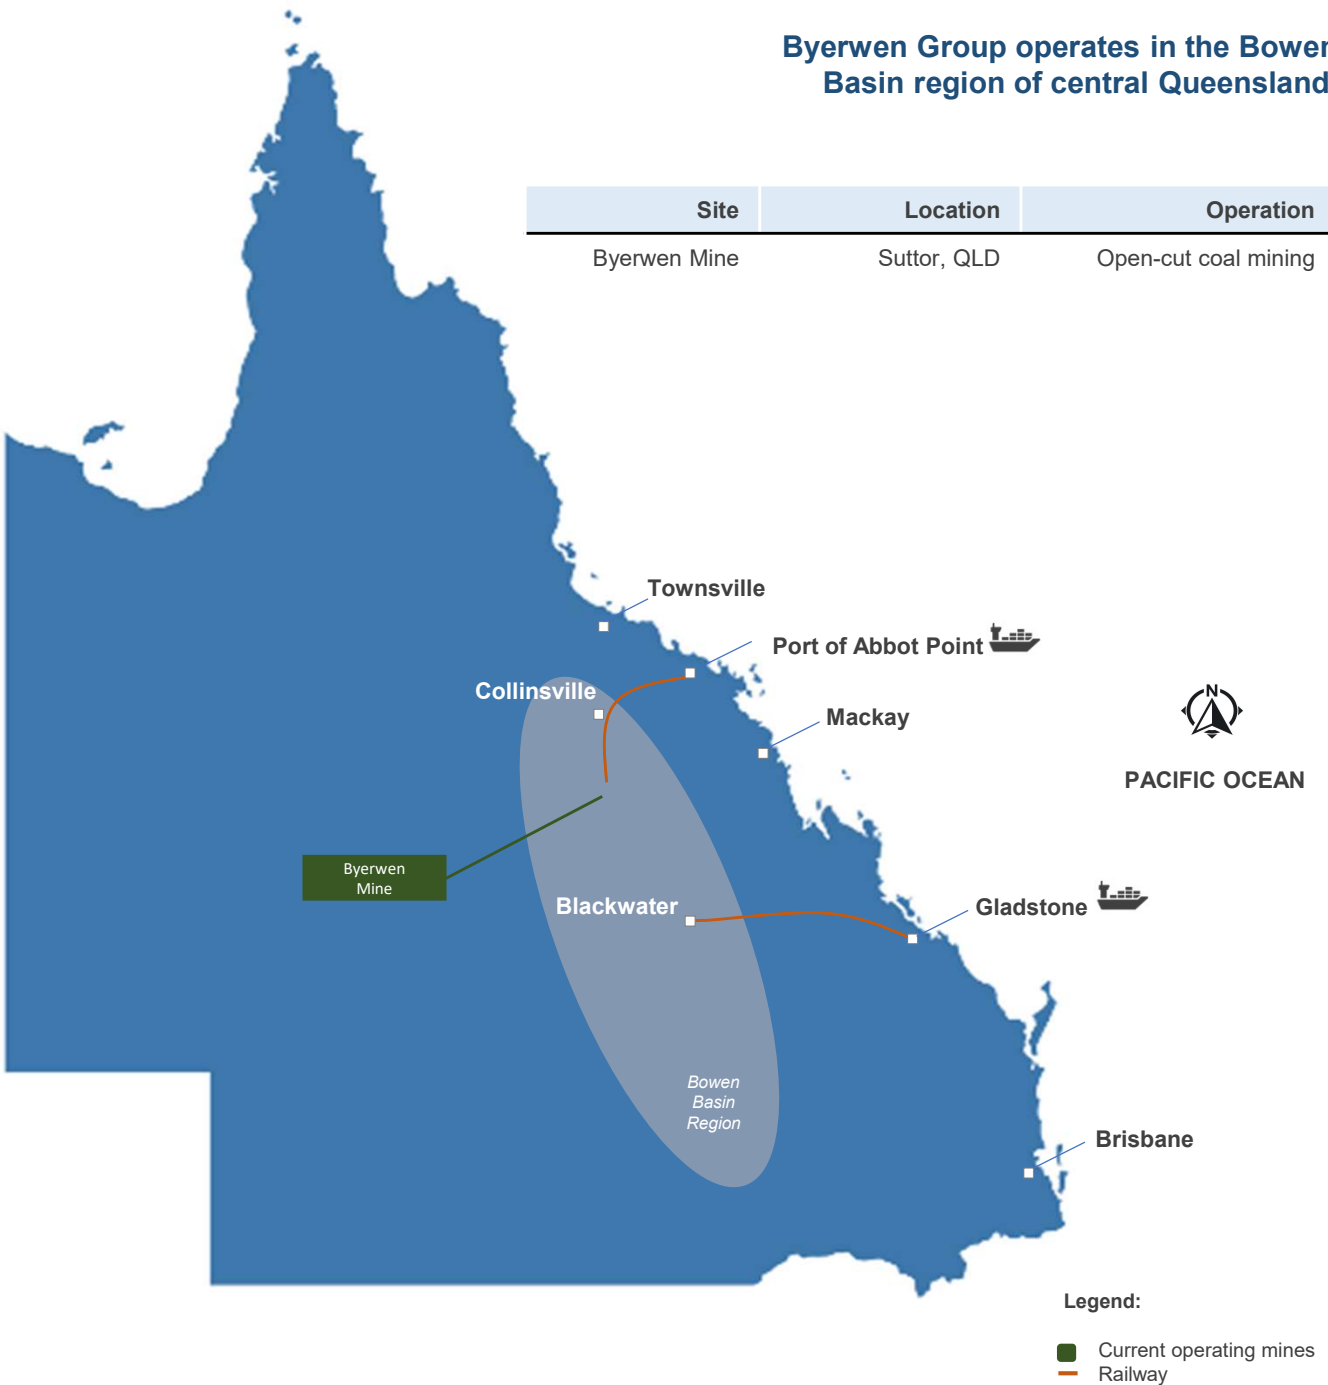 Byerwen Group operates in the Bowen
Basin region of central Queensland
Site Location Operation
Byerwen Mine Suttor, QLD Open-cut coal mining
Townsville
Port of Abbot Point
Collinsville
Mackay
N
PACIFIC OCEAN
Byerwen
Mine
Blackwater
Gladstone
Bowen
Basin
Region
Brisbane
Legend:
Current operating mines
Railway